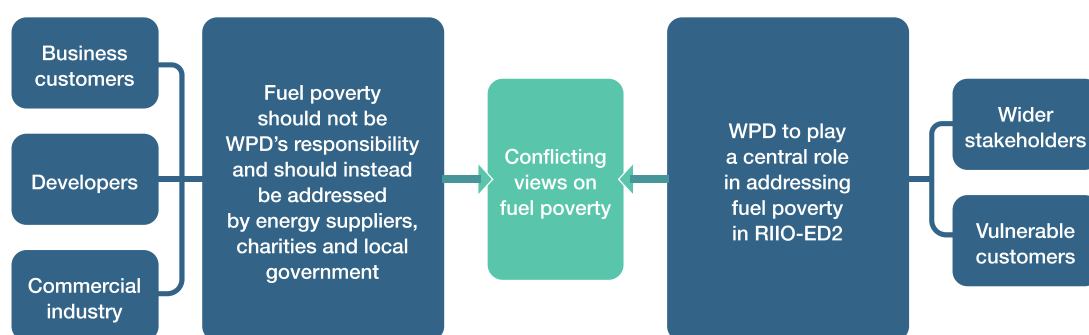 Business
customers
Developers
Commercial
industry
Fuel poverty
should not be
WPD's responsibility
and should instead
be addressed
by energy suppliers,
charities and local
government
Conflicting
views on
fuel poverty
WPD to play
a central role
in addressing
fuel poverty
in RIIO-ED2
Wider
stakeholders
Vulnerable
customers